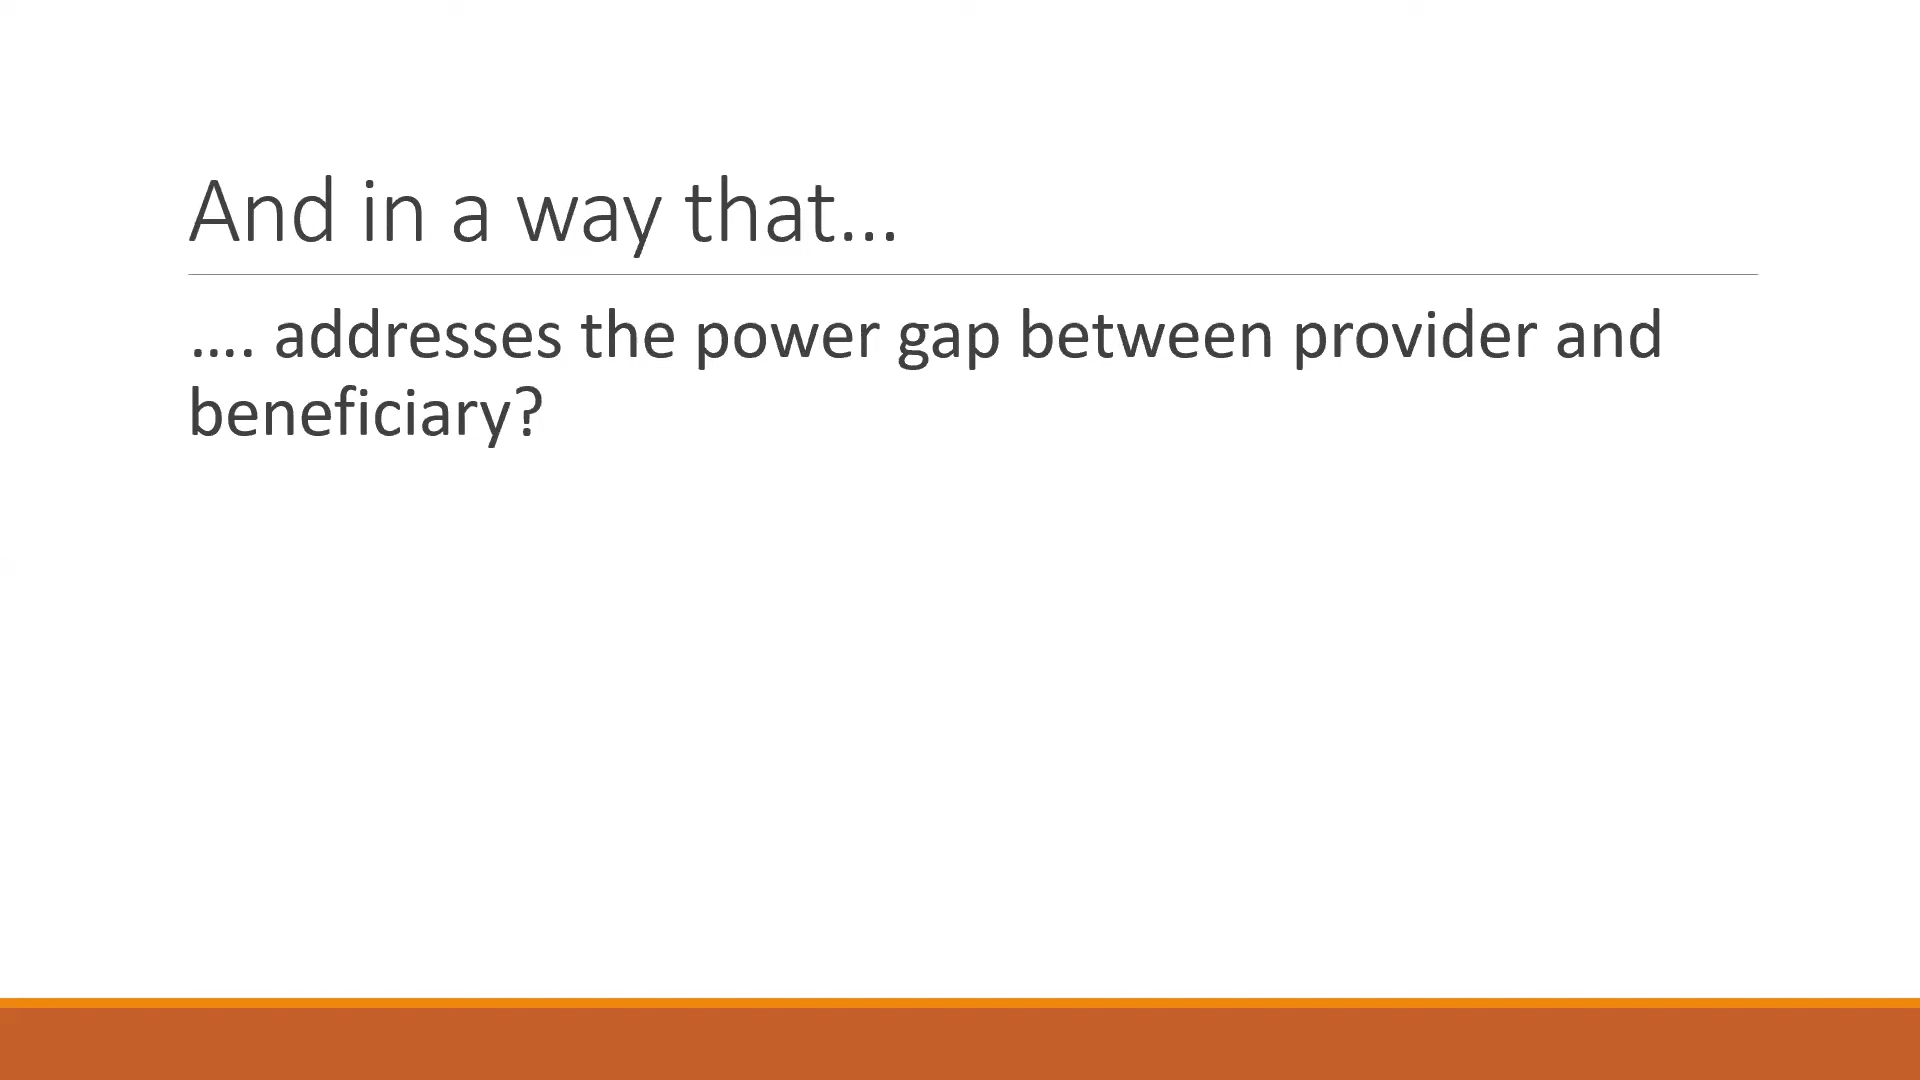 And in a way that…
…. addresses the power gap between provider and
beneficiary?